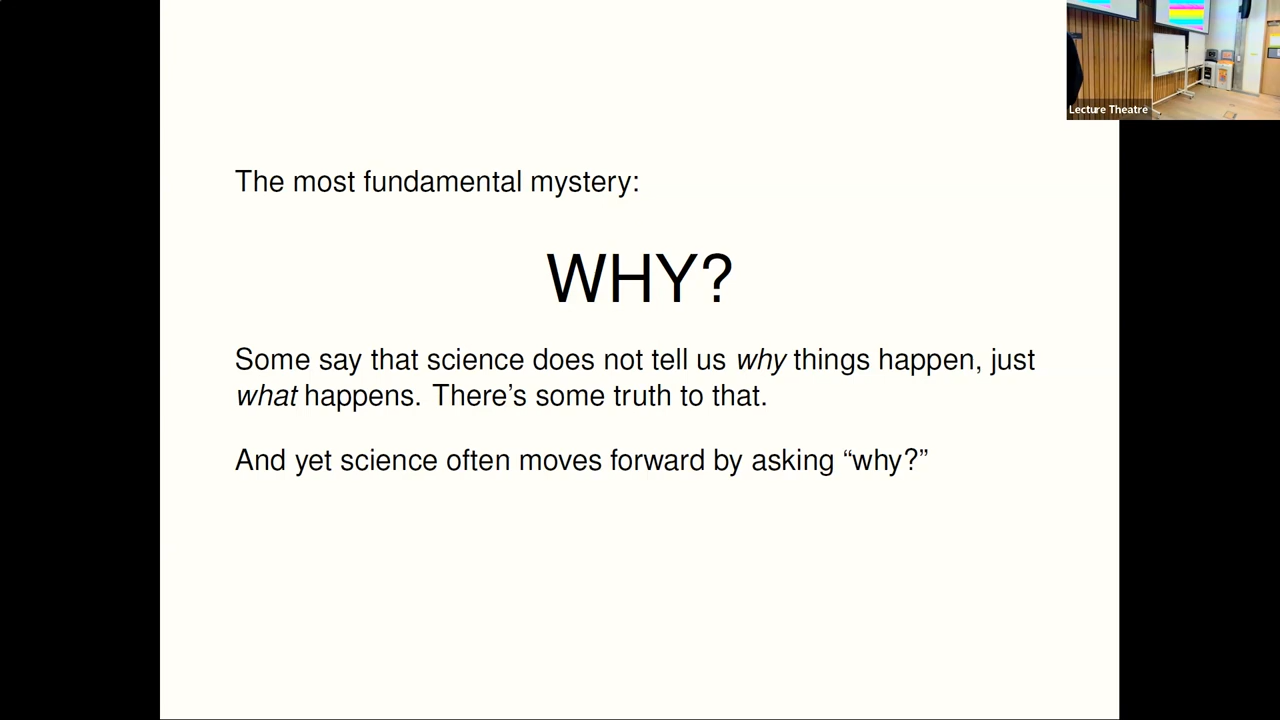 The most fundamental mystery:
WHY?
Some say that science does not tell us why things happen, just
what happens. There’s some truth to that.
And yet science often moves forward by asking “why?”
Lecture Theatre